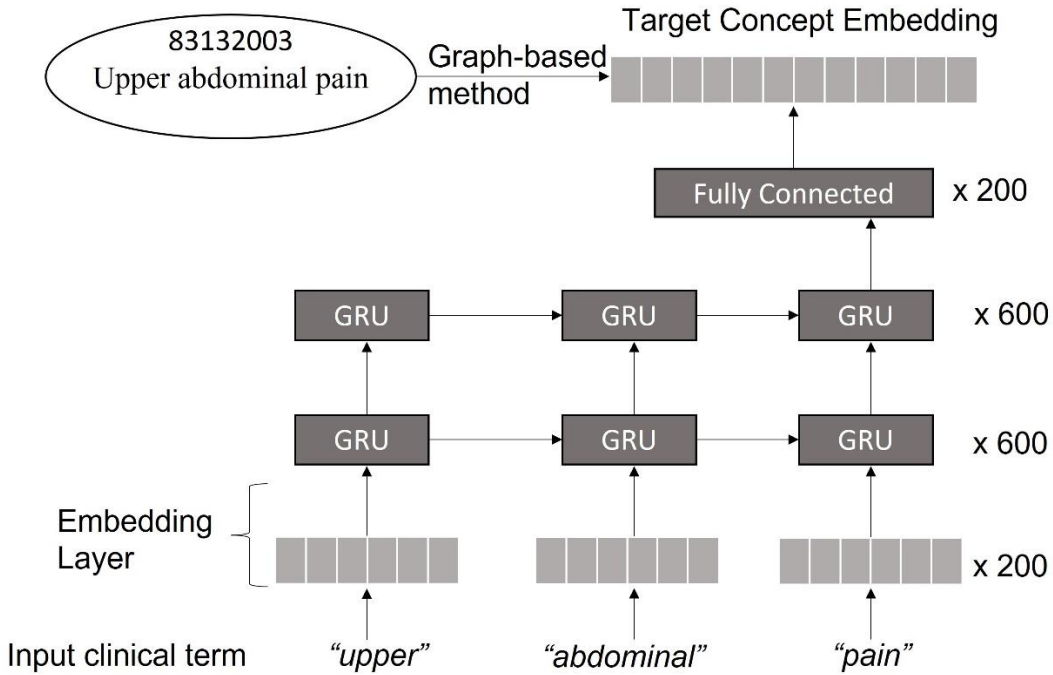 83132003
Upper abdominal pain
Graph-based
method
Target Concept Embedding
Fully Connected
x 200
GRU
GRU
GRU
x 600
GRU
GRU
GRU
x 600
Embedding
Layer
x 200
Input clinical term
“upper”
“abdominal”
“pain”